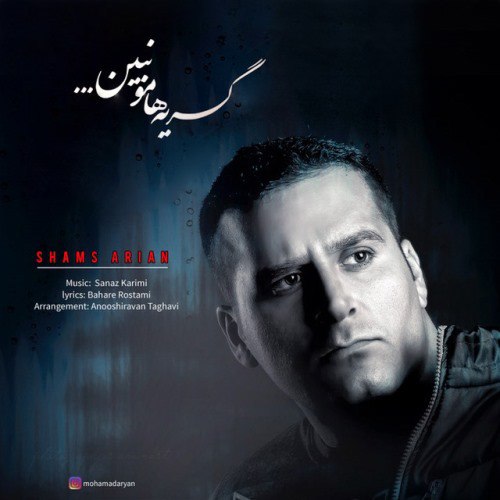 گریه هامو نبین...
SHAMS ARIAN
Music: Sanaz Karimi
lyrics: Bahare Rostami
Arrangement: Anooshiravan Taghavi
mohamadaryan